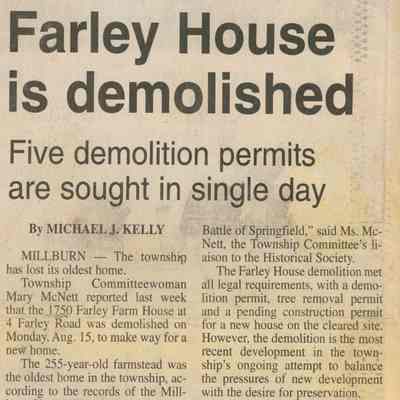 Farley House
is demolished
Five demolition permits
are sought in single day
By MICHAEL J. KELLY
MILLBURN — The township
has lost its oldest home.
Township Committeewoman
Mary McNett reported last week
that the 1750 Farley Farm House at
4 Farley Road was demolished on
Monday, Aug. 15, to make way for a
new home.
The 255-year-old farmstead was
the oldest home in the township, ac-
cording to the records of the Mill-
Battle of Springfield," said Ms. Mc-
Nett, the Township Committee's li-
aison to the Historical Society.
The Farley House demolition met
all legal requirements, with a demo-
lition permit, tree removal permit
and a pending construction permit
for a new house on the cleared site.
However, the demolition is the most
recent development in the town-
ship's ongoing attempt to balance
the pressures of new development
with the desire for preservation.